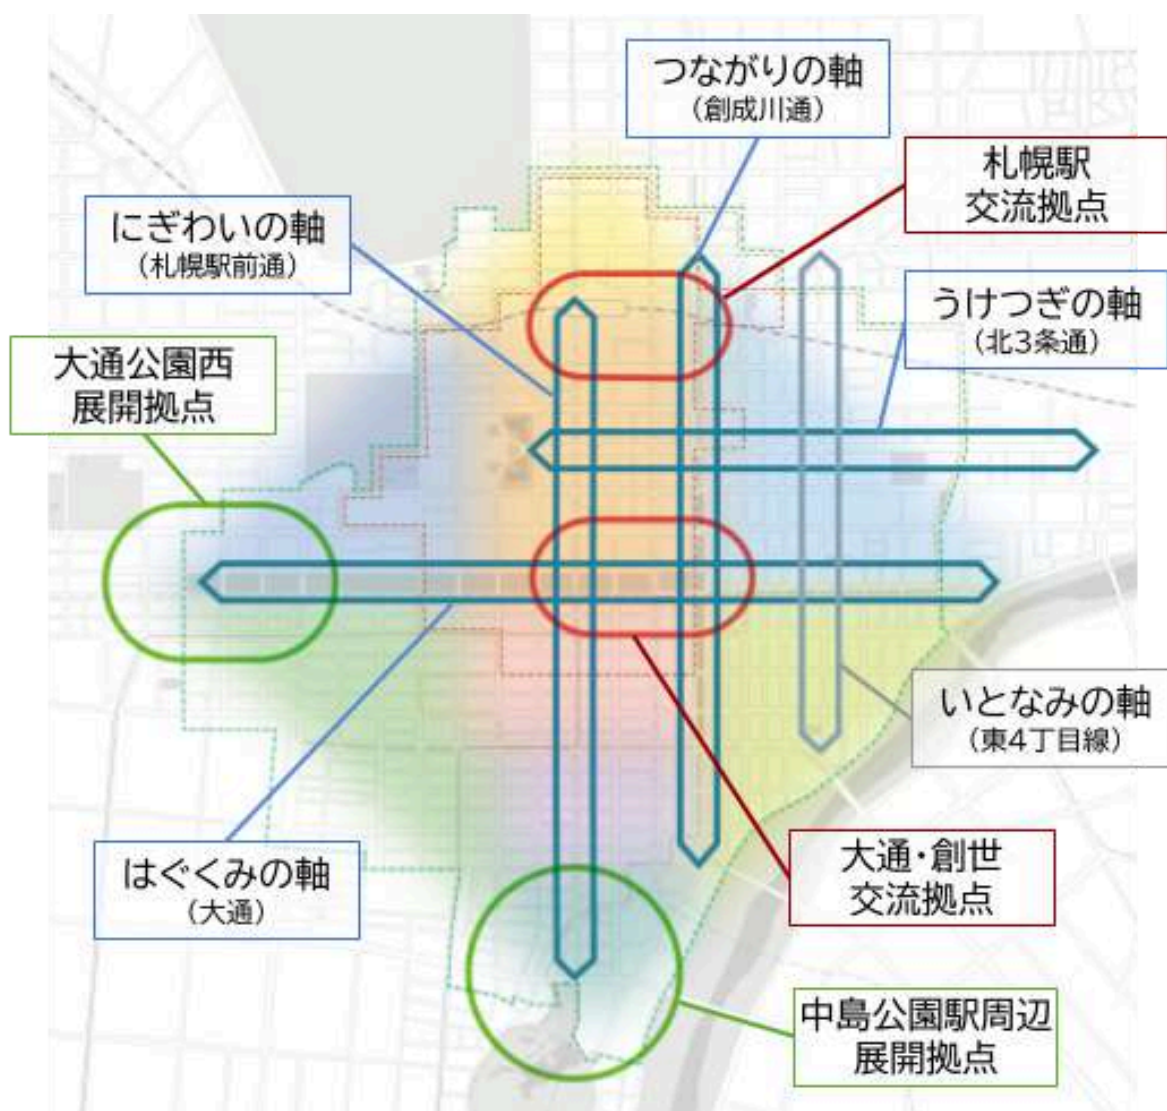 つながりの軸
(創成川通)
札幌駅
交流拠点
にぎわいの軸
(札幌駅前通)
うけつぎの軸
(北3条通)
大通公園西
展開拠点
いとなみの軸
(東4丁目線)
はぐくみの軸
(大通)
大通・創世
交流拠点
中島公園駅周辺
展開拠点